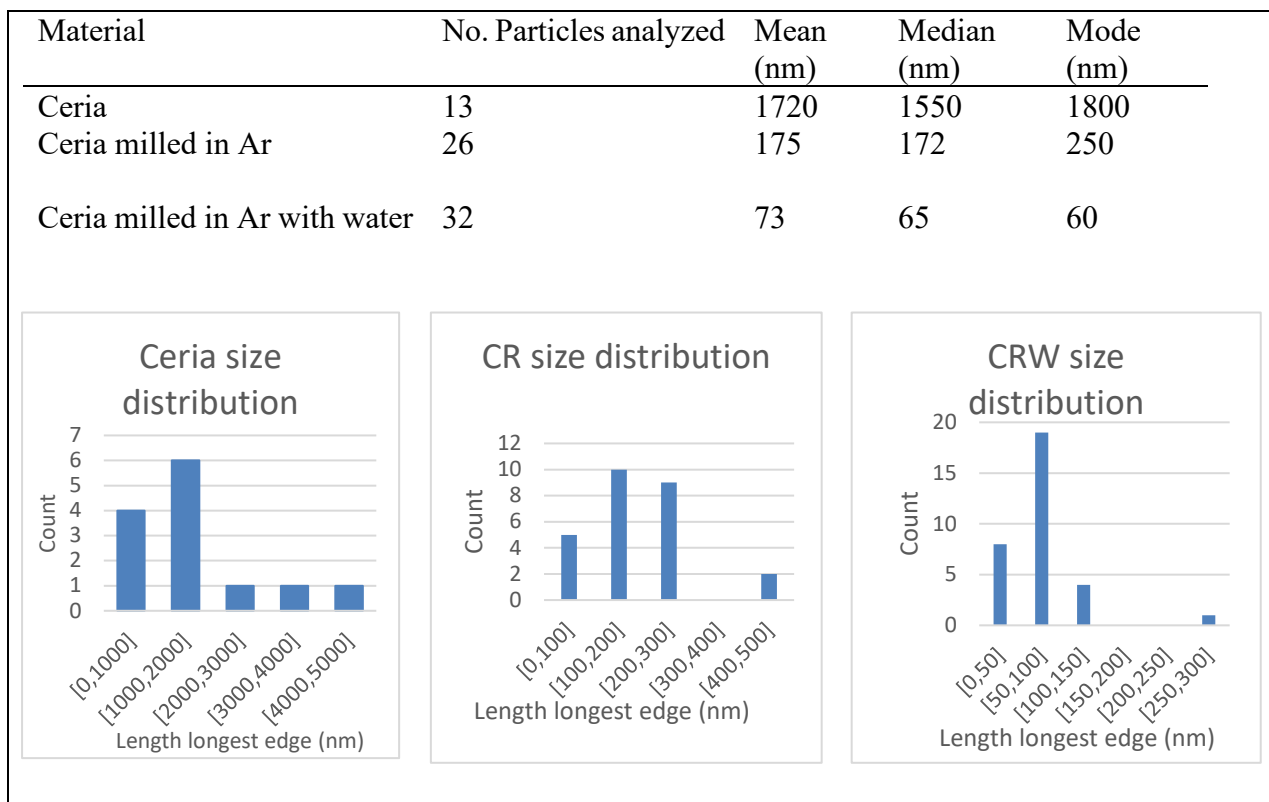 Material No. Particles analyzed Mean (nm) Median (nm) Mode (nm)
Ceria 13 1720 1550 1800
Ceria milled in Ar 26 175 172 250
Ceria milled in Ar with water 32 73 65 60
Ceria size
distribution
7
6
5
4
3
2
1
0
Count
[0,1000]
[1000,2000]
[2000,3000]
[3000,4000]
[4000,5000]
Length longest edge (nm)
CR size distribution
12
10
8
6
4
2
0
Count
[0,100]
[100,200]
[200,300]
[300,400]
[400,500]
Length longest edge (nm)
CRW size
distribution
20
15
10
5
0
Count
[0,50]
[50,100]
[100,150]
[150,200]
[200,250]
[250,300]
Length longest edge (nm)